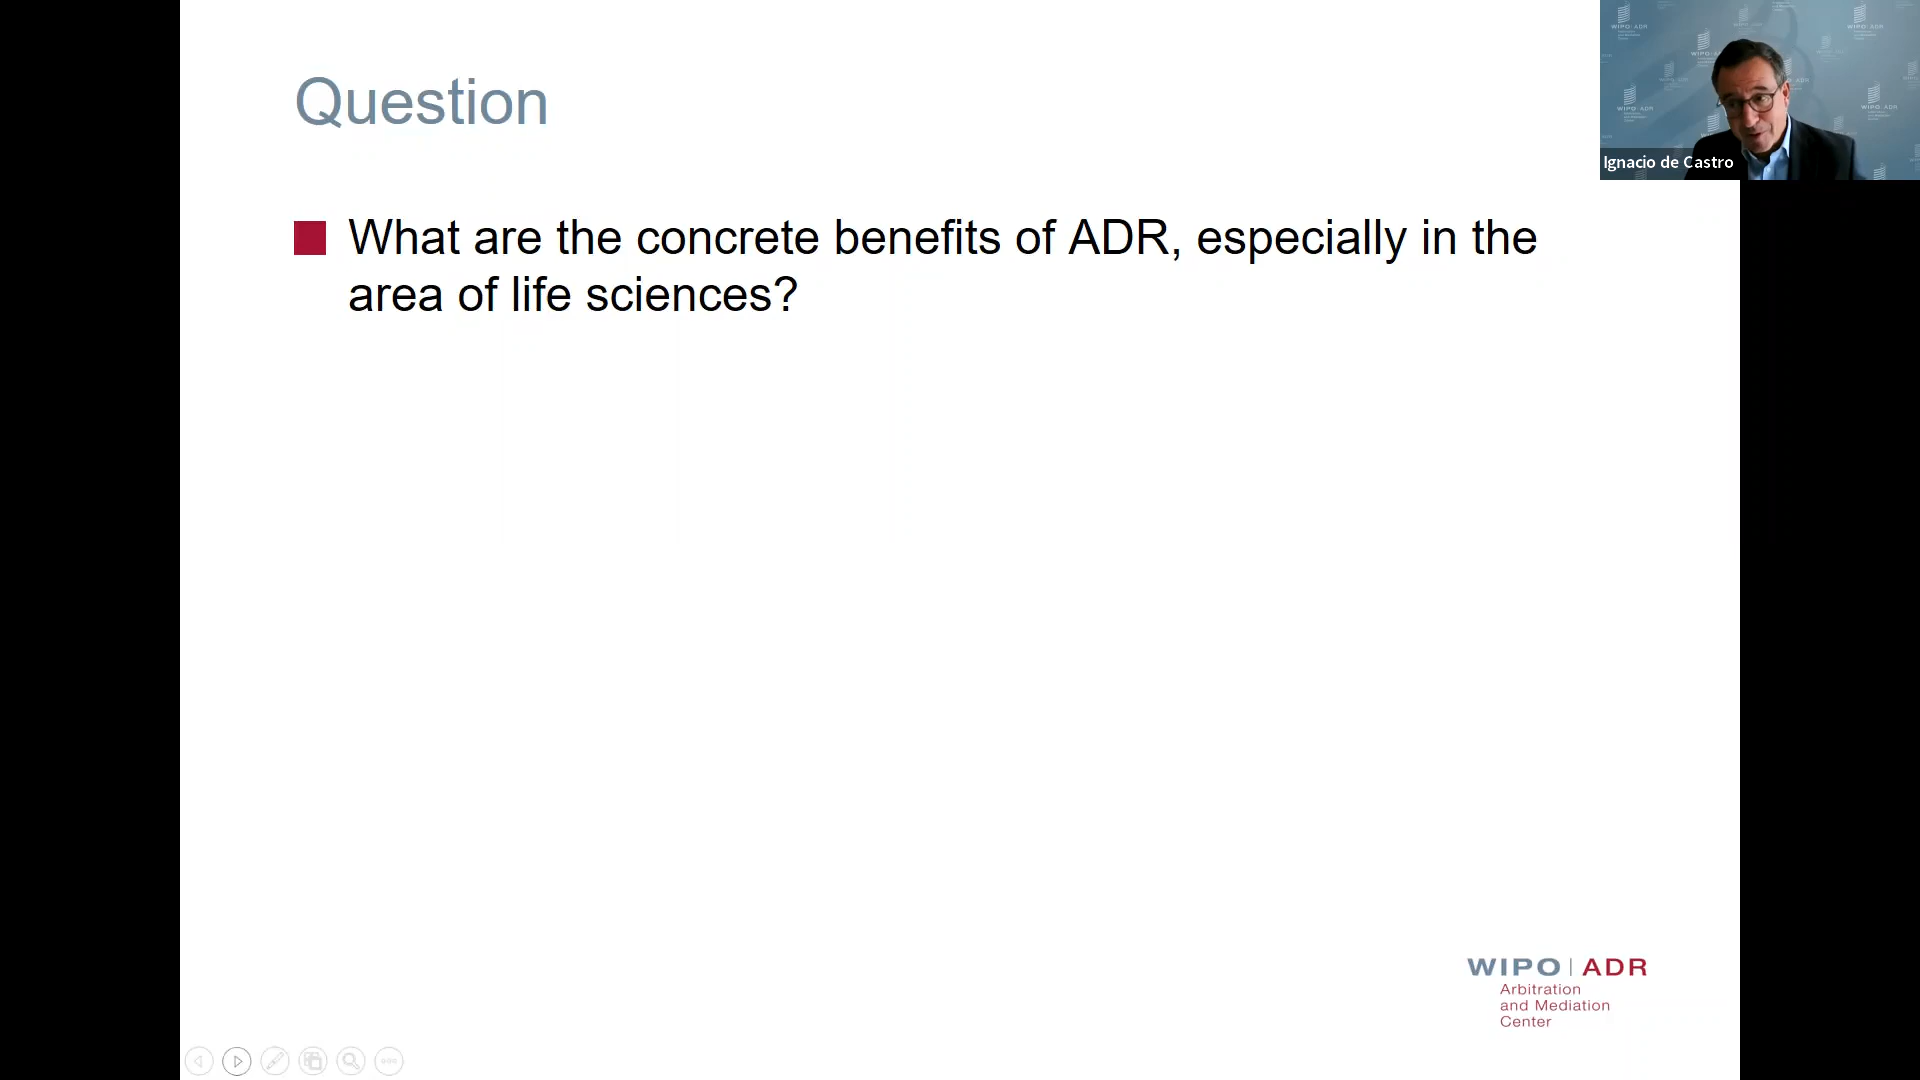 Question
What are the concrete benefits of ADR, especially in the
area of life sciences?
Ignacio de Castro
WIPO | ADR
Arbitration
and Mediation
Center